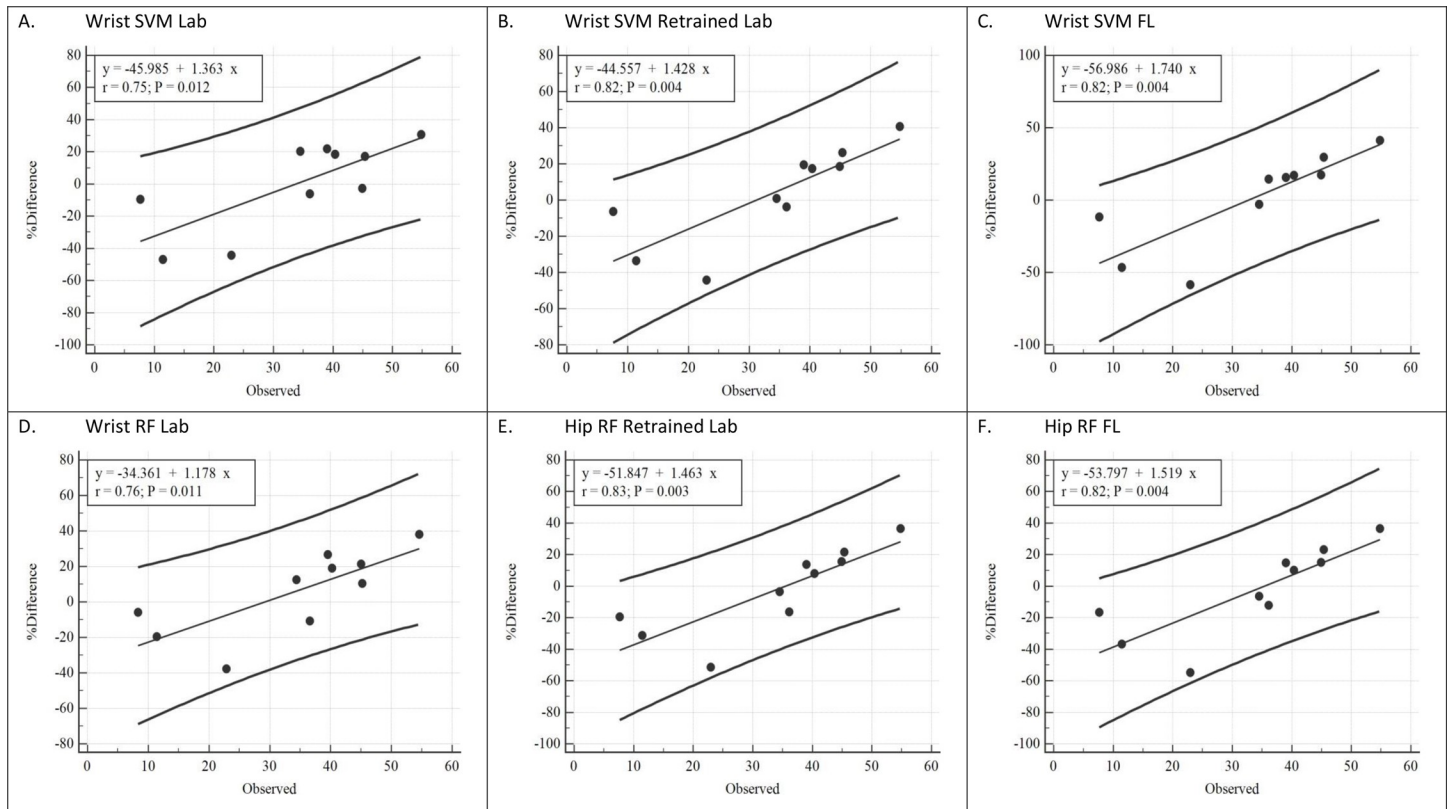 A. Wrist SVM Lab
y = -45.985 + 1.363 x
r = 0.75; P = 0.012
80
60
40
20
0
-20
-40
-60
-80
-100
%Difference
0 10 20 30 40 50 60
Observed
B. Wrist SVM Retrained Lab
y = -44.557 + 1.428 x
r = 0.82; P = 0.004
80
60
40
20
0
-20
-40
-60
-80
%Difference
0 10 20 30 40 50 60
Observed
C. Wrist SVM FL
y = -56.986 + 1.740 x
r = 0.82; P = 0.004
100
50
0
-50
-100
%Difference
0 10 20 30 40 50 60
Observed
D. Wrist RF Lab
y = -34.361 + 1.178 x
r = 0.76; P = 0.011
80
60
40
20
0
-20
-40
-60
-80
%Difference
0 10 20 30 40 50 60
Observed
E. Hip RF Retrained Lab
y = -51.847 + 1.463 x
r = 0.83; P = 0.003
80
60
40
20
0
-20
-40
-60
-80
-100
%Difference
0 10 20 30 40 50 60
Observed
F. Hip RF FL
y = -53.797 + 1.519 x
r = 0.82; P = 0.004
80
60
40
20
0
-20
-40
-60
-80
-100
%Difference
0 10 20 30 40 50 60
Observed